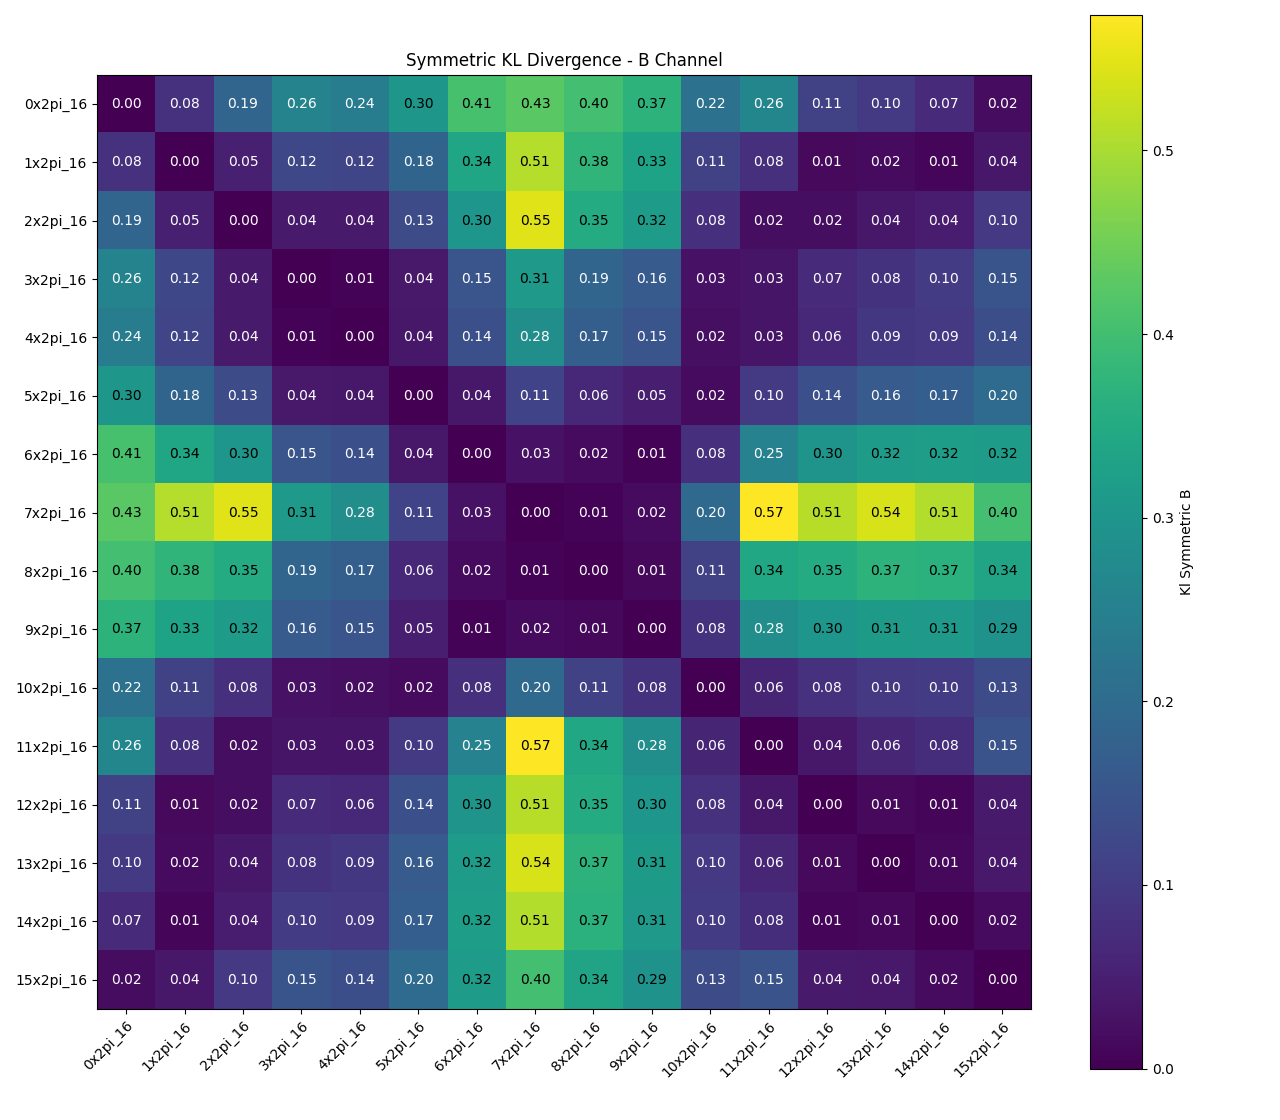 Symmetric KL Divergence - B Channel
0x2pi_16 0.00 0.08 0.19 0.26 0.24 0.30 0.41 0.43 0.40 0.37 0.22 0.26 0.11 0.10 0.07 0.02
1x2pi_16 0.08 0.00 0.05 0.12 0.12 0.18 0.34 0.51 0.38 0.33 0.11 0.08 0.01 0.02 0.01 0.04
2x2pi_16 0.19 0.05 0.00 0.04 0.04 0.13 0.30 0.55 0.35 0.32 0.08 0.02 0.02 0.04 0.04 0.10
3x2pi_16 0.26 0.12 0.04 0.00 0.01 0.04 0.15 0.31 0.19 0.16 0.03 0.03 0.07 0.08 0.10 0.15
4x2pi_16 0.24 0.12 0.04 0.01 0.00 0.04 0.14 0.28 0.17 0.15 0.02 0.03 0.06 0.09 0.09 0.14
5x2pi_16 0.30 0.18 0.13 0.04 0.04 0.00 0.04 0.11 0.06 0.05 0.02 0.10 0.14 0.16 0.17 0.20
6x2pi_16 0.41 0.34 0.30 0.15 0.14 0.04 0.00 0.03 0.02 0.01 0.08 0.25 0.30 0.32 0.32 0.32
7x2pi_16 0.43 0.51 0.55 0.31 0.28 0.11 0.03 0.00 0.01 0.02 0.20 0.57 0.51 0.54 0.51 0.40
8x2pi_16 0.40 0.38 0.35 0.19 0.17 0.06 0.02 0.01 0.00 0.01 0.11 0.34 0.35 0.37 0.37 0.34
9x2pi_16 0.37 0.33 0.32 0.16 0.15 0.05 0.01 0.02 0.01 0.00 0.08 0.28 0.30 0.31 0.31 0.29
10x2pi_16 0.22 0.11 0.08 0.03 0.02 0.02 0.08 0.20 0.11 0.08 0.00 0.06 0.08 0.10 0.10 0.13
11x2pi_16 0.26 0.08 0.02 0.03 0.03 0.10 0.25 0.57 0.34 0.28 0.06 0.00 0.04 0.06 0.08 0.15
12x2pi_16 0.11 0.01 0.02 0.07 0.06 0.14 0.30 0.51 0.35 0.30 0.08 0.04 0.00 0.01 0.01 0.04
13x2pi_16 0.10 0.02 0.04 0.08 0.09 0.16 0.32 0.54 0.37 0.31 0.10 0.06 0.01 0.00 0.01 0.04
14x2pi_16 0.07 0.01 0.04 0.10 0.09 0.17 0.32 0.51 0.37 0.31 0.10 0.08 0.01 0.01 0.00 0.02
15x2pi_16 0.02 0.04 0.10 0.15 0.14 0.20 0.32 0.40 0.34 0.29 0.13 0.15 0.04 0.04 0.02 0.00
0x2pi_16 1x2pi_16 2x2pi_16 3x2pi_16 4x2pi_16 5x2pi_16 6x2pi_16 7x2pi_16 8x2pi_16 9x2pi_16 10x2pi_16 11x2pi_16 12x2pi_16 13x2pi_16 14x2pi_16 15x2pi_16
0.5
0.4
0.3
0.2
0.1
0.0
Kl Symmetric B